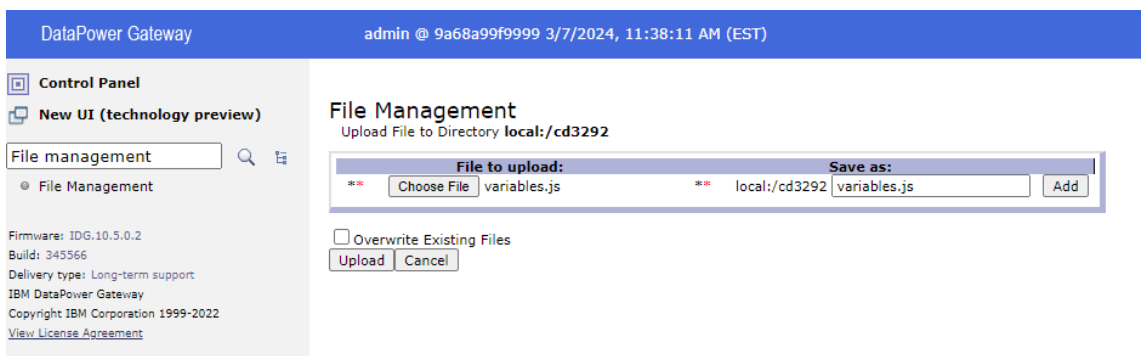 DataPower Gateway
admin @ 9a68a99f9999 3/7/2024, 11:38:11 AM (EST)
Control Panel
New UI (technology preview)
File management
File Management
Firmware: IDG.10.5.0.2
Build: 345566
Delivery type: Long-term support
IBM DataPower Gateway
Copyright IBM Corporation 1999-2022
View License Agreement
File Management
Upload File to Directory local:/cd3292
File to upload: Save as:
** Choose File variables.js ** local:/cd3292 variables.js Add
Overwrite Existing Files
Upload Cancel